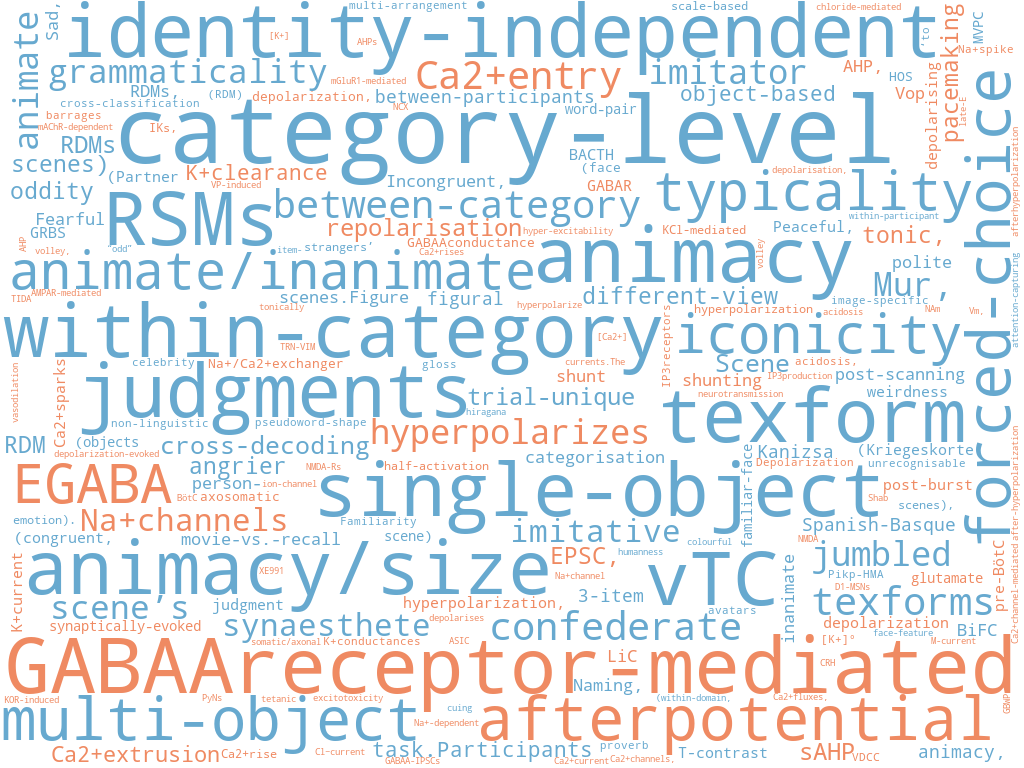 multi-arrangement
scale-based
chloride-mediated
Sad,
identity-independent
[K+]
AHPs
'to
MVPC
Na+spike
pacemaking
animate
grammaticality
mGluR1-mediated
Ca2+entry
imitator
AHP,
HOS
RDMs,
(RDM)
depolarization,
between-participants
object-based
Vop
depolarising
cross-classification
NCX
word-pair
late-E
barrages
mAChR-dependent
IKs,
category-level
RDMs
BACTH
forced-choice
afterhyperpolarization
scenes)
(Partner
K+clearance
(face
depolarisation,
VP-induced
Incongruent,
GABAR
typicality
oddity
RSMs
between-category
within-participant
Fearful
GRBS
repolarisation
hyper-excitability
KCl-mediated
Peaceful,
tonic,
AHP
volley,
"odd"
item-
strangers’
GABAAconductance
Ca2+rises
animacy
volley
polite
attention-capturing
animate/inanimate
Mur,
TIDA
AMPAR-mediated
scenes.Figure
figural
different-view
image-specific
tonically
hyperpolarize
hyperpolarization
acidosis
NAm
Vm,
within-category
TRN-VIM
[Ca2+]
IP3receptors
iconicity
celebrity
Na+/Ca2+exchanger
gloss
currents.The
Scene
acidosis,
vasodilation
Ca2+sparks
judgments
shunt
shunting
IP3production
post-scanning
trial-unique
neurotransmission
weirdness
hiragana
texform
non-linguistic
pseudoword-shape
RDM
(objects
cross-decoding
hyperpolarizes
depolarization-evoked
angrier
NMDA-Rs
half-activation
categorisation
familiar-face
Kanizsa
(Kriegeskorte
Depolarization
unrecognisable
EGABA
person-
ion-channel
single-object
post-burst
BötC
axosomatic
Shab
scenes),
after-hyperpolarization
emotion).
Na+channels
Familiarity
imitative
Spanish-Basque
(congruent,
movie-vs.-recall
scene)
colourful
NMDA
K+current
animacy/size
humanness
EPSC,
vTC
jumbled
XE991
Na+channel
inanimate
Pikp-HMA
glutamate
pre-BötC
Ca2+channel-mediated
D1-MSNs
scene’s
judgment
hyperpolarization,
3-item
avatars
texforms
synaptically-evoked
synaesthete
depolarises
confederate
depolarization
BiFC
face-feature
somatic/axonal
K+conductances
ASIC
[K+]°
M-current
GABAAreceptor-mediated
LiC
CRH
Naming,
KOR-induced
PyNs
tetanic
excitotoxicity
(within-domain,
Ca2+fluxes,
multi-object
cuing
afterpotential
Na+-dependent
Ca2+extrusion
Ca2+rise
Cl-current
task.Participants
proverb
T-contrast
sAHP
VDCC
animacy,
GABAA-IPSCs
Ca2+current
Ca2+channels,